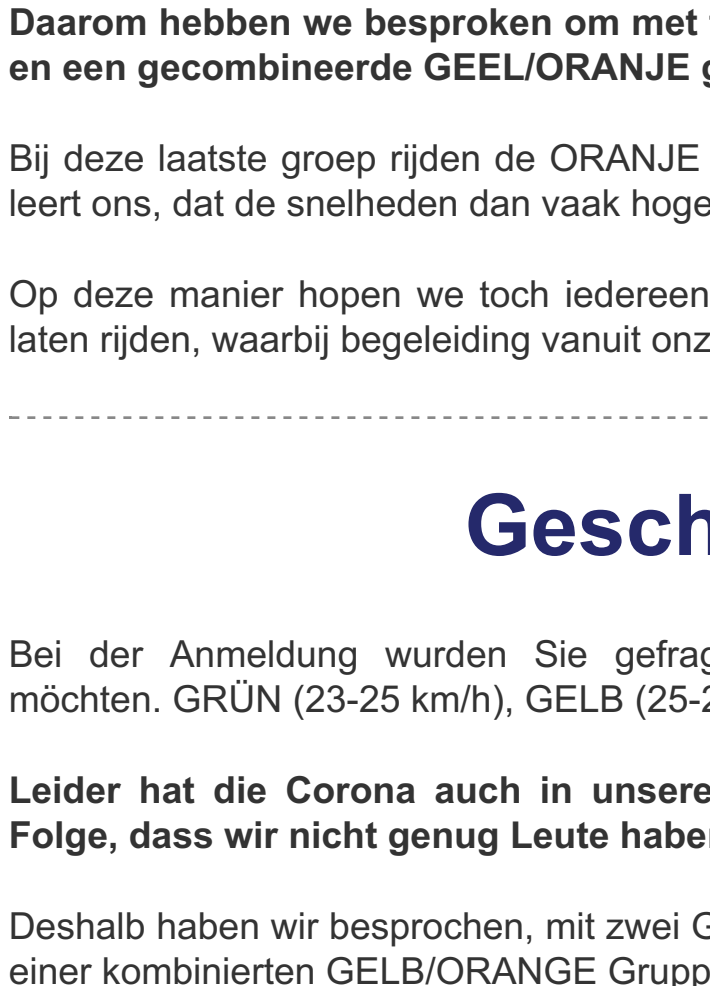 Daarom hebben we besproken om met
en een gecombineerde GEEL/ORANJE
Bij deze laatste groep rijden de ORANJE
leert ons, dat de snelheden dan vaak hoge
Op deze manier hopen we toch iedereen
laten rijden, waarbij begeleiding vanuit onz
Gesch
Bei der Anmeldung wurden Sie gefrag
möchten. GRÜN (23-25 km/h), GELB (25-2
Leider hat die Corona auch in unsere
Folge, dass wir nicht genug Leute haben
Deshalb haben wir besprochen, mit zwei G
einer kombinierten GELB/ORANGE Grupp